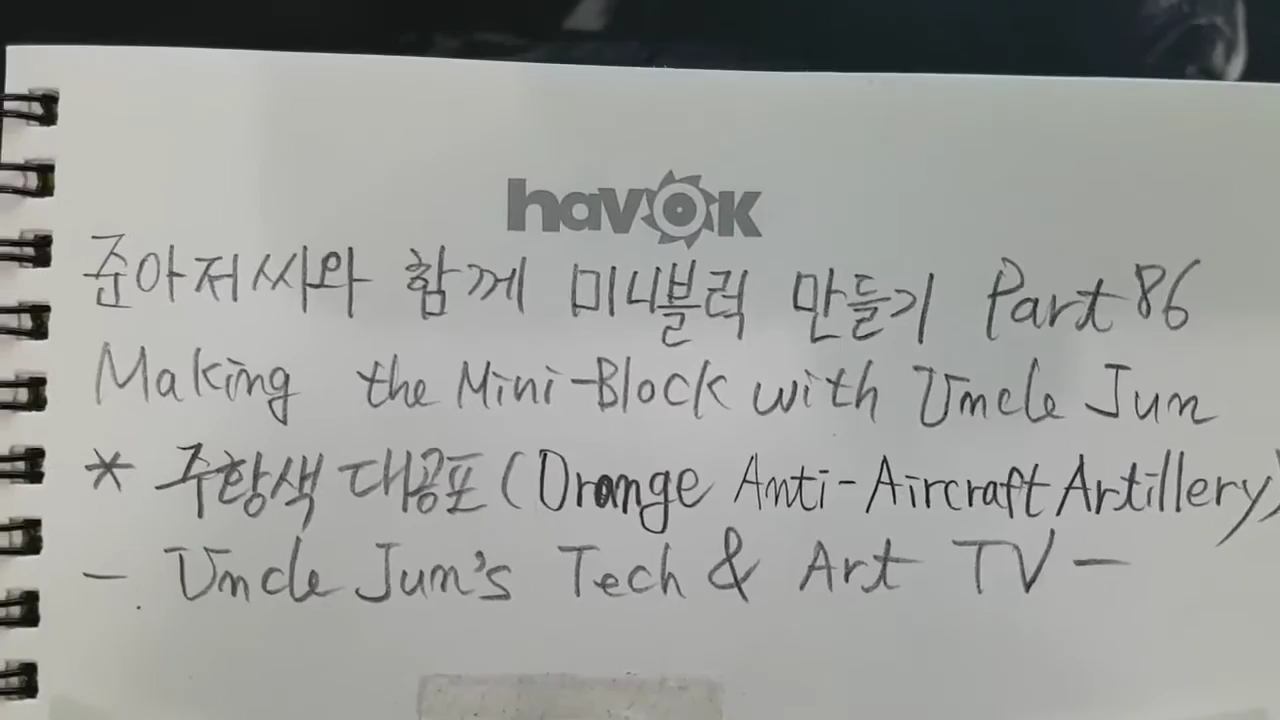 havok
준아저씨와 함께 미니블럭 만들기 Part 86
Making the Mini-Block with Uncle Jun
* 주황색 대공포 (Orange Anti-Aircraft Artillery)
- Uncle Jun's Tech & Art TV -